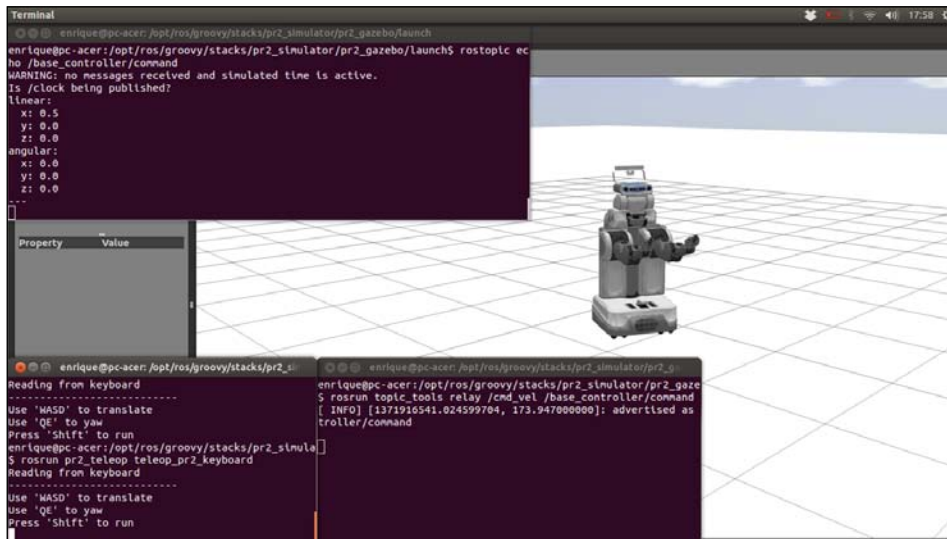 Terminal
17:58
enrique@pc-acer: /opt/ros/groovy/stacks/pr2_simulator/pr2_gazebo/launch
enrique@pc-acer:/opt/ros/groovy/stacks/pr2_simulator/pr2_gazebo/launch$ rostopic ec
ho /base_controller/command
WARNING: no messages received and simulated time is active.
Is /clock being published?
linear:
x: 0.5
y: 0.0
z: 0.0
angular:
x: 0.0
y: 0.0
z: 0.0
---
Property Value
enrique@pc-acer: /opt/ros/groovy/stacks/pr2_si
Reading from keyboard
---------------------------
Use 'WASD' to translate
Use 'QE' to yaw
Press 'Shift' to run
enrique@pc-acer:/opt/ros/groovy/stacks/pr2_simula
$ rosrun pr2_teleop teleop_pr2_keyboard
Reading from keyboard
---------------------------
Use 'WASD' to translate
Use 'QE' to yaw
Press 'Shift' to run
enrique@pc-acer: /opt/ros/groovy/stacks/pr2_simulator/pr2_g
enrique@pc-acer:/opt/ros/groovy/stacks/pr2_simulator/pr2_gaze
$ rosrun topic_tools relay /cmd_vel /base_controller/command
[ INFO] [1371916541.024599704, 173.947000000]: advertised as
troller/command